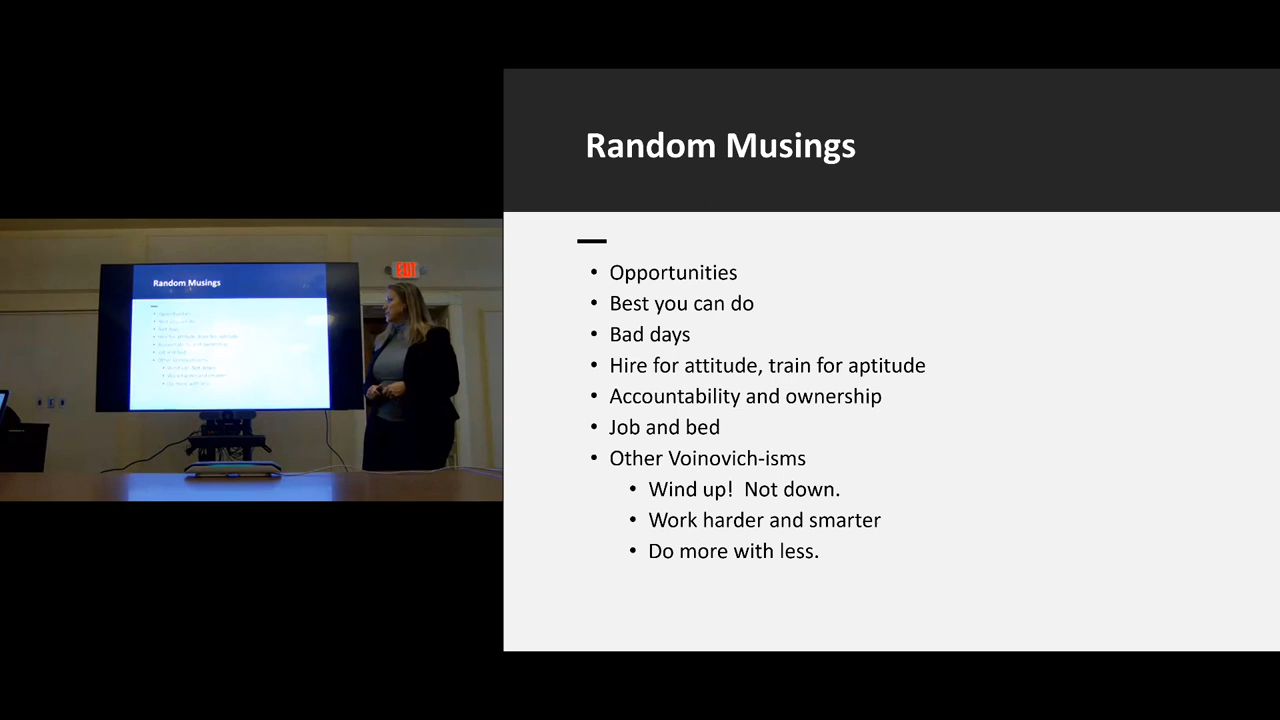 Random Musings
• Opportunities
• Best you can do
• Bad days
• Hire for attitude, train for aptitude
• Accountability and ownership
• Job and bed
• Other Voinovich-isms
• Wind up!  Not down.
• Work harder and smarter
• Do more with less.
EXIT
Random Musings